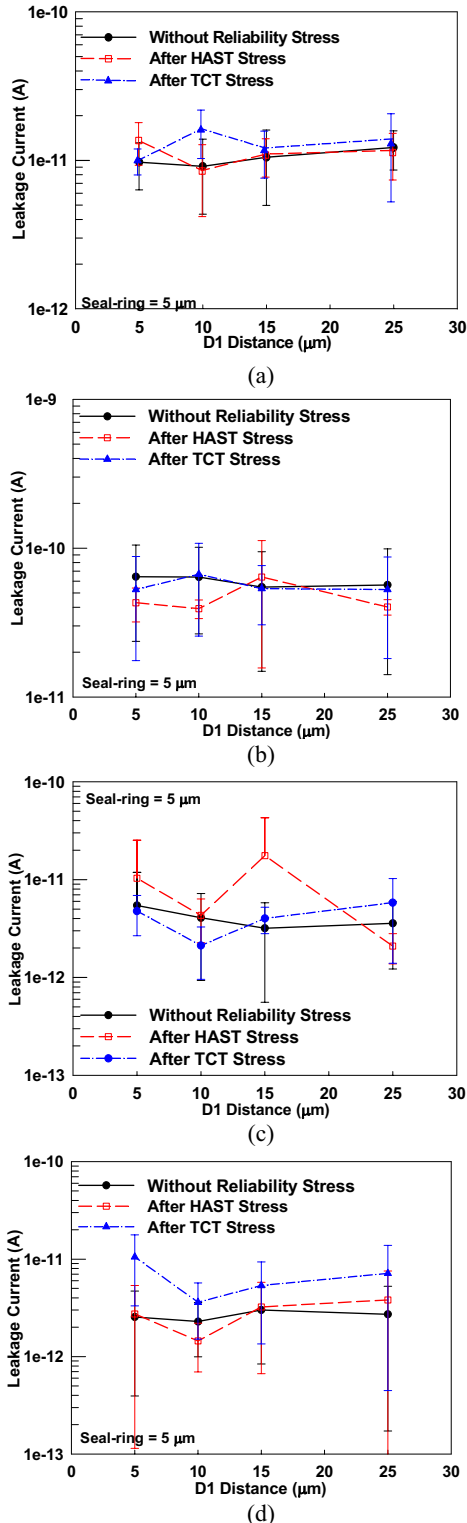 1e-10
Without Reliability Stress
After HAST Stress
After TCT Stress
Leakage Current (A)
1e-11
1e-12
Seal-ring = 5 μm
0 5 10 15 20 25 30
D1 Distance (μm)
(a)
1e-9
Without Reliability Stress
After HAST Stress
After TCT Stress
Leakage Current (A)
1e-10
1e-11
Seal-ring = 5 μm
0 5 10 15 20 25 30
D1 Distance (μm)
(b)
1e-10
Seal-ring = 5 μm
Leakage Current (A)
1e-11
1e-12
Without Reliability Stress
After HAST Stress
After TCT Stress
1e-13
0 5 10 15 20 25 30
D1 Distance (μm)
(c)
1e-10
Without Reliability Stress
After HAST Stress
After TCT Stress
Leakage Current (A)
1e-11
1e-12
Seal-ring = 5 μm
1e-13
0 5 10 15 20 25 30
D1 Distance (μm)
(d)